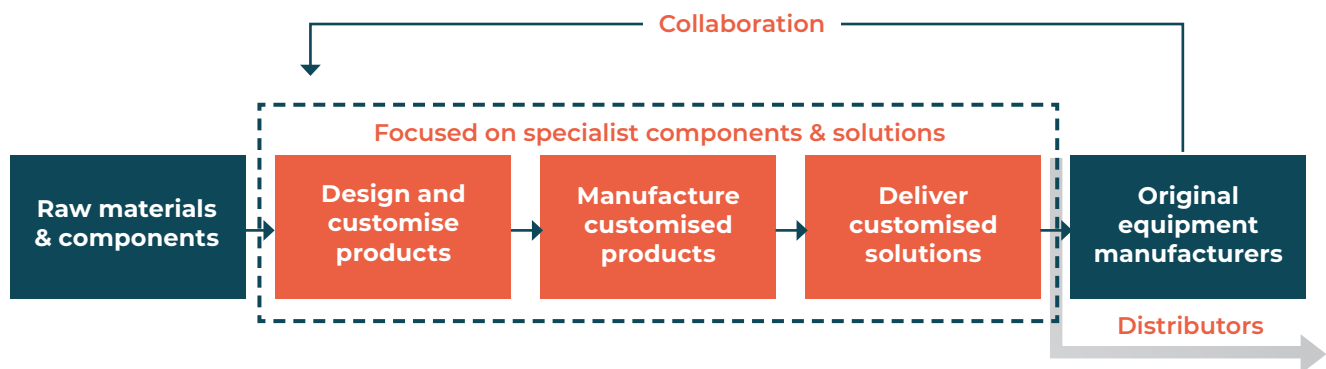 Collaboration
Focused on specialist components & solutions
Raw materials
& components
Design and
customise
products
Manufacture
customised
products
Deliver
customised
solutions
Original
equipment
manufacturers
Distributors